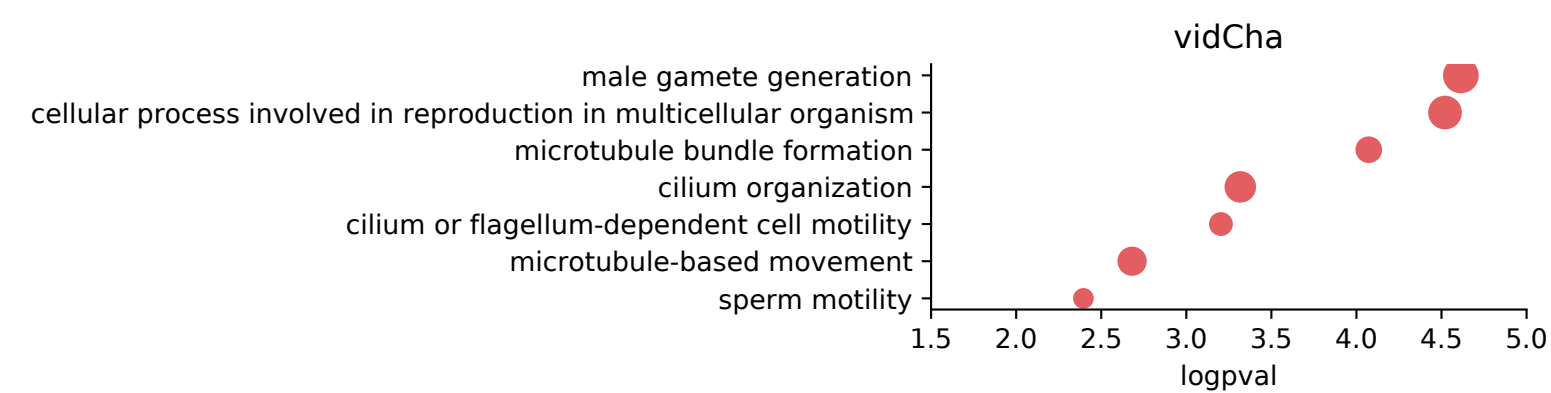 vidCha
male gamete generation
cellular process involved in reproduction in multicellular organism
microtubule bundle formation
cilium organization
cilium or flagellum-dependent cell motility
microtubule-based movement
sperm motility
1.5 2.0 2.5 3.0 3.5 4.0 4.5 5.0
logpval